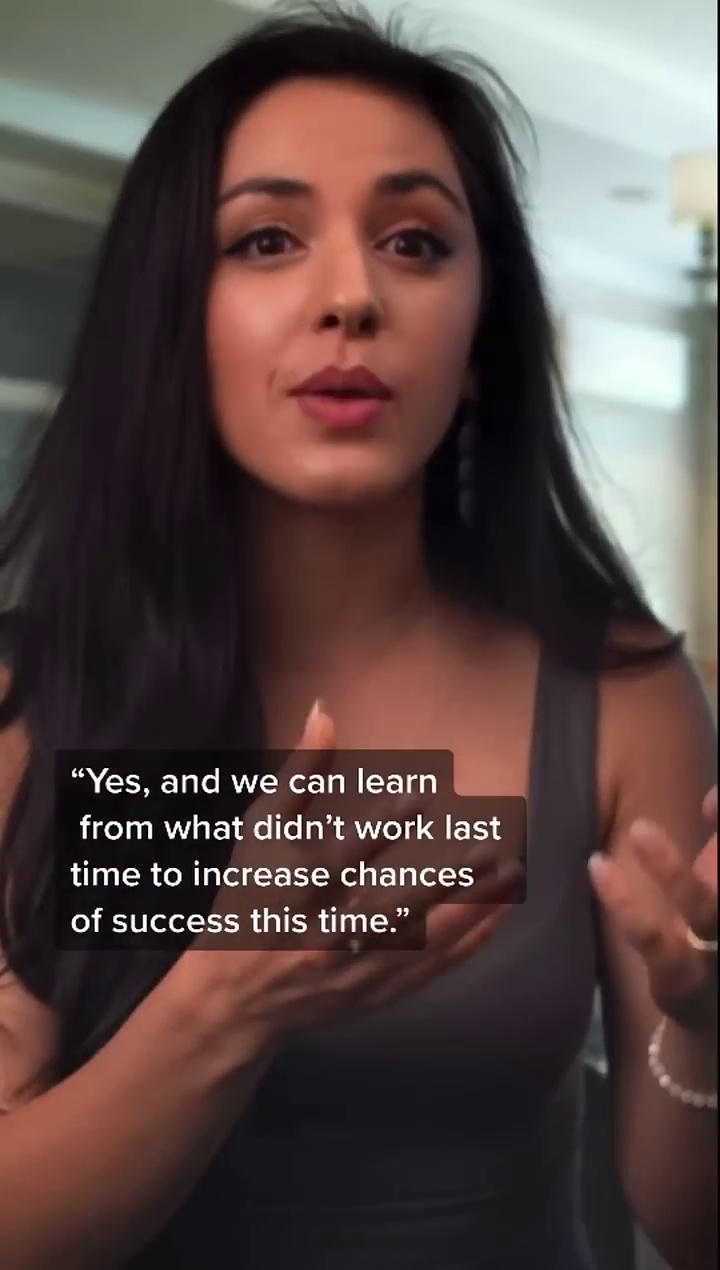 “Yes, and we can learn
from what didn’t work last
time to increase chances
of success this time.”